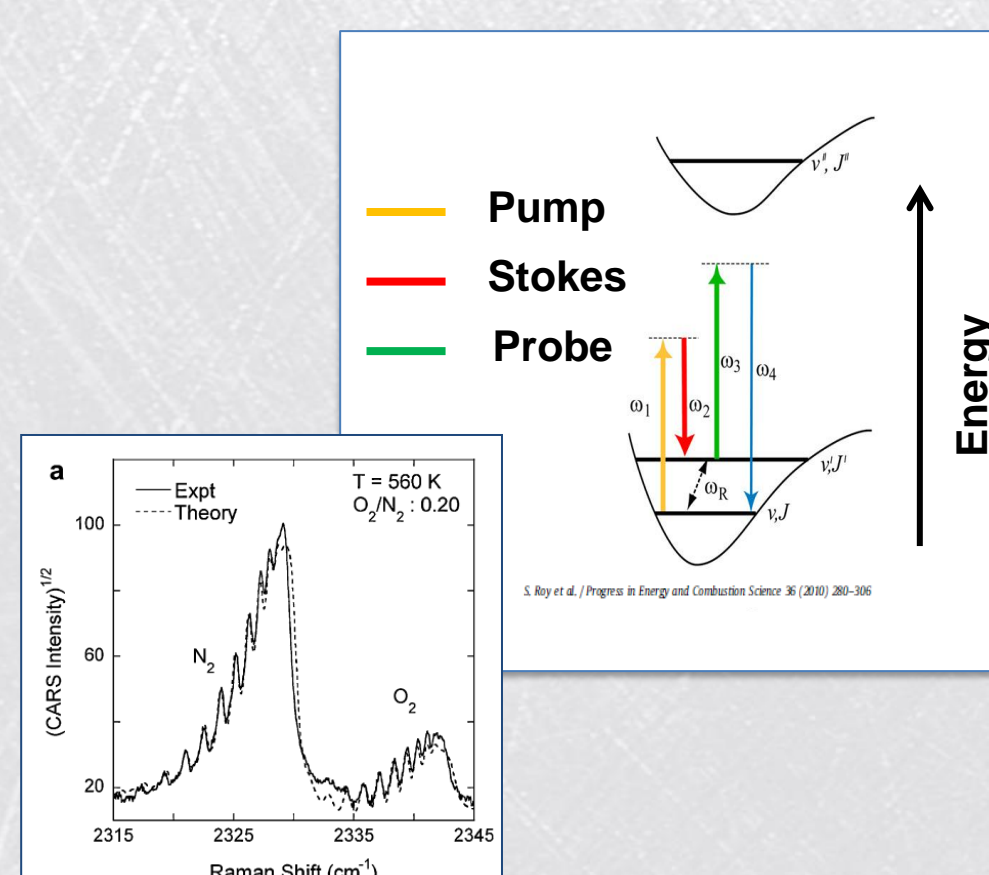 Pump
Stokes
Probe
v", J"
ω1
ω2
ω3
ω4
v',J'
ωR
v,J
Energy
S. Roy et al. / Progress in Energy and Combustion Science 36 (2010) 280–306
a
Expt
Theory
T = 560 K
O2/N2 : 0.20
100
60
20
N2
O2
(CARS Intensity)^1/2
2315
2325
2335
2345
Raman Shift (cm^-1)